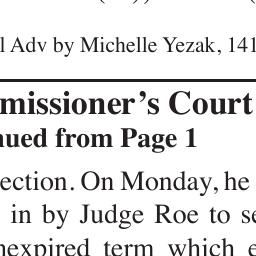 l Adv by Michelle Yezak, 141
missioner's Court
nued from Page 1
ection. On Monday, he
in by Judge Roe to se
nexpired term which e